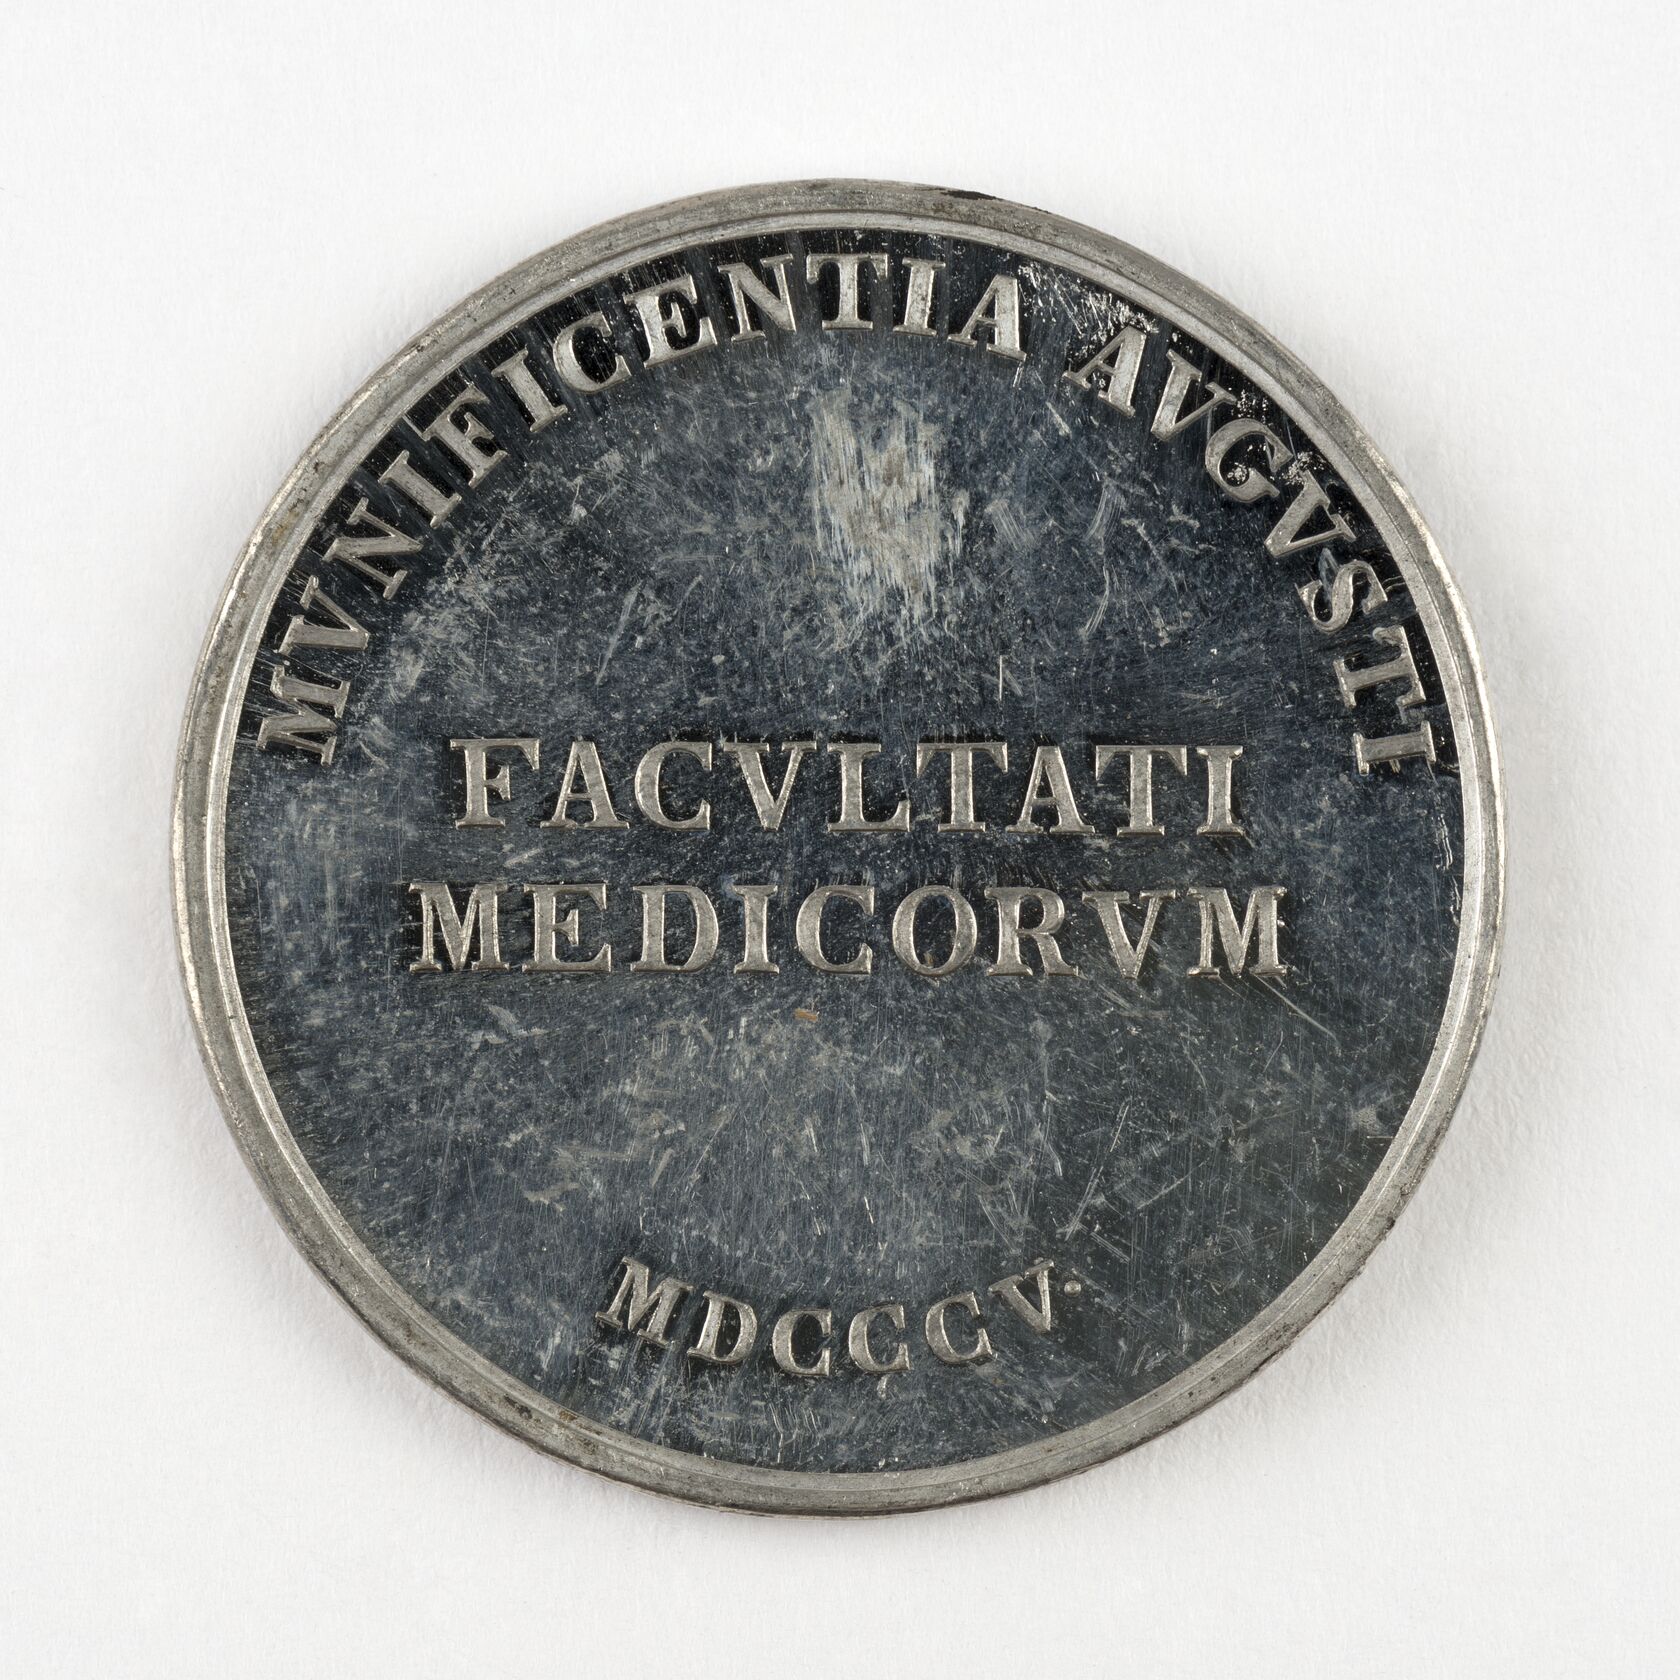 MVNIFICENTIA AVGVSTI
FACVLTATI
MEDICORVM
MDCCCV.